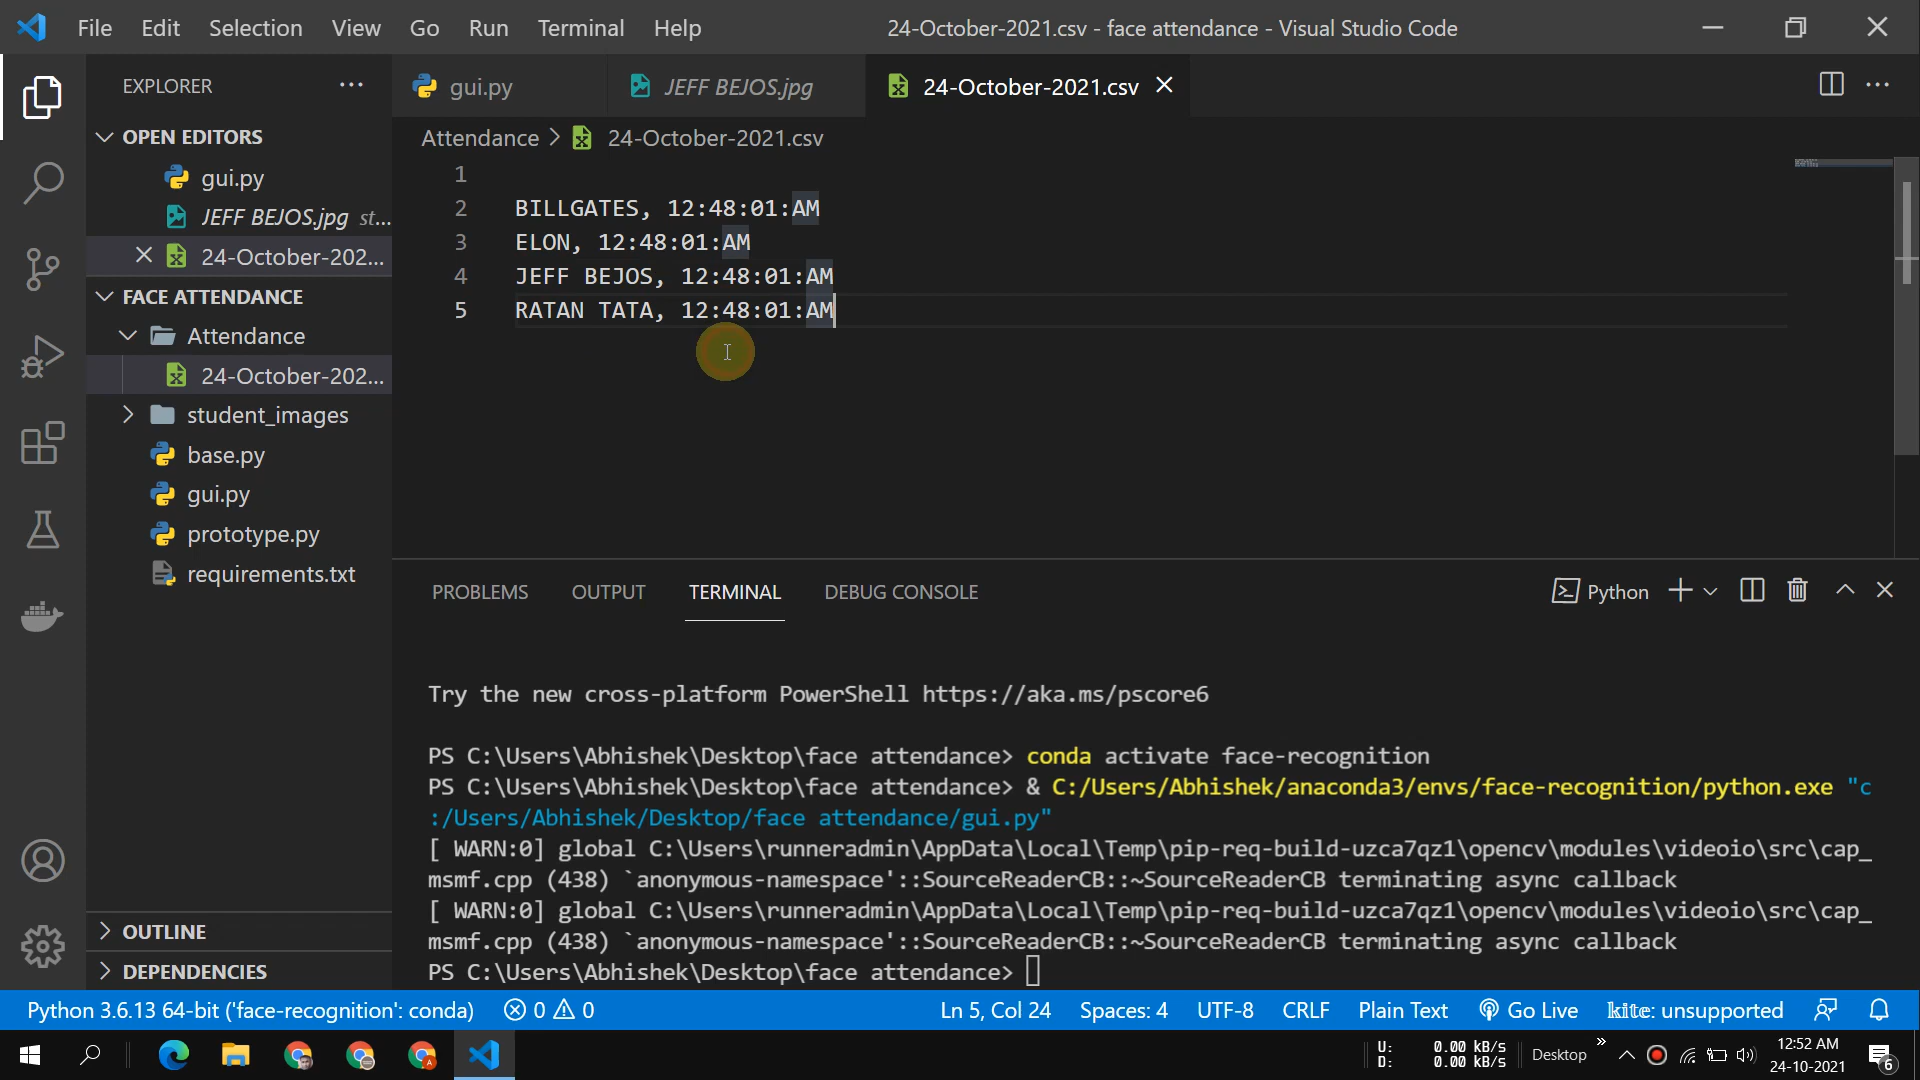 File Edit Selection View Go Run Terminal Help 24-October-2021.csv - face attendance - Visual Studio Code
EXPLORER
gui.py JEFF BEJOS.jpg 24-October-2021.csv
OPEN EDITORS
gui.py
JEFF BEJOS.jpg st...
24-October-202...
FACE ATTENDANCE
Attendance
24-October-202...
student_images
base.py
gui.py
prototype.py
requirements.txt
OUTLINE
DEPENDENCIES
Attendance > 24-October-2021.csv
1
2 BILLGATES, 12:48:01:AM
3 ELON, 12:48:01:AM
4 JEFF BEJOS, 12:48:01:AM
5 RATAN TATA, 12:48:01:AM
PROBLEMS OUTPUT TERMINAL DEBUG CONSOLE Python
Try the new cross-platform PowerShell https://aka.ms/pscore6
PS C:\Users\Abhishek\Desktop\face attendance> conda activate face-recognition
PS C:\Users\Abhishek\Desktop\face attendance> & C:/Users/Abhishek/anaconda3/envs/face-recognition/python.exe "c
:/Users/Abhishek/Desktop/face attendance/gui.py"
[ WARN:0] global C:\Users\runneradmin\AppData\Local\Temp\pip-req-build-uzca7qz1\opencv\modules\videoio\src\cap_
msmf.cpp (438) `anonymous-namespace'::SourceReaderCB::~SourceReaderCB terminating async callback
[ WARN:0] global C:\Users\runneradmin\AppData\Local\Temp\pip-req-build-uzca7qz1\opencv\modules\videoio\src\cap_
msmf.cpp (438) `anonymous-namespace'::SourceReaderCB::~SourceReaderCB terminating async callback
PS C:\Users\Abhishek\Desktop\face attendance>
Python 3.6.13 64-bit ('face-recognition': conda) 0 0 Ln 5, Col 24 Spaces: 4 UTF-8 CRLF Plain Text Go Live kite: unsupported
U: 0.00 kB/s
D: 0.00 kB/s
Desktop
12:52 AM
24-10-2021
6